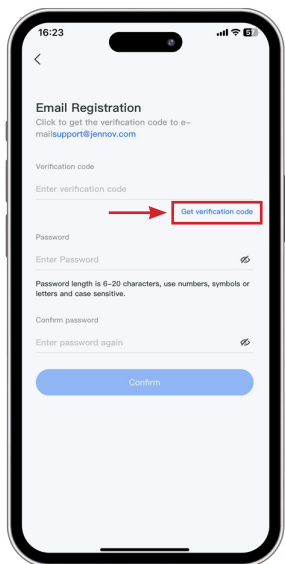 16:23
Email Registration
Click to get the verification code to e-
mailsupport@jennov.com
Verification code
Enter verification code
Get verification code
Password
Enter Password
Password length is 6-20 characters, use numbers, symbols or
letters and case sensitive.
Confirm password
Enter password again
Confirm